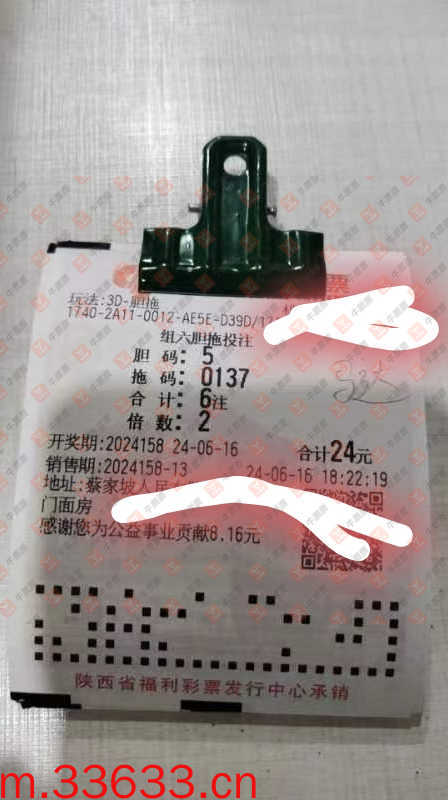 票
玩法:3D-胆拖
1740-2A11-0012-AE5E-D39D/12
组六胆拖投注
胆 码: 5
拖 码: 0137
合 计: 6注
倍 数: 2
开奖期:2024158 24-06-16 合计24元
销售期:2024158-13 24-06-16 18:22:19
地址:蔡家坡人民
门面房
感谢您为公益事业贡献8.16元
陕西省福利彩票发行中心承销
m.33633.cn